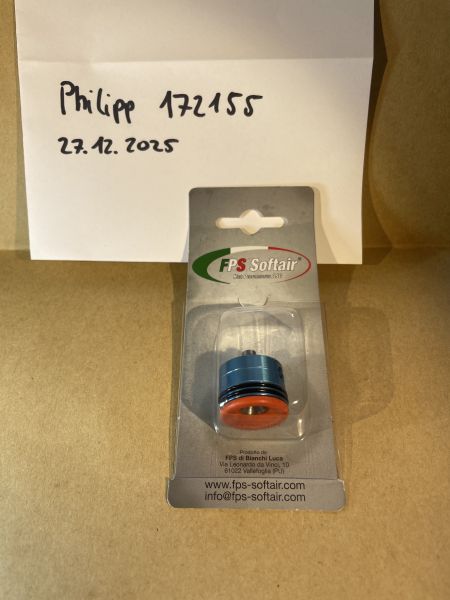 Philipp 172155
27.12.2025
FPS Softair
Prodotto da
FPS di Bianchi Luca
Via Leonardo da Vinci, 10
61022 Vallefoglia (PU)
www.fps-softair.com
info@fps-softair.com